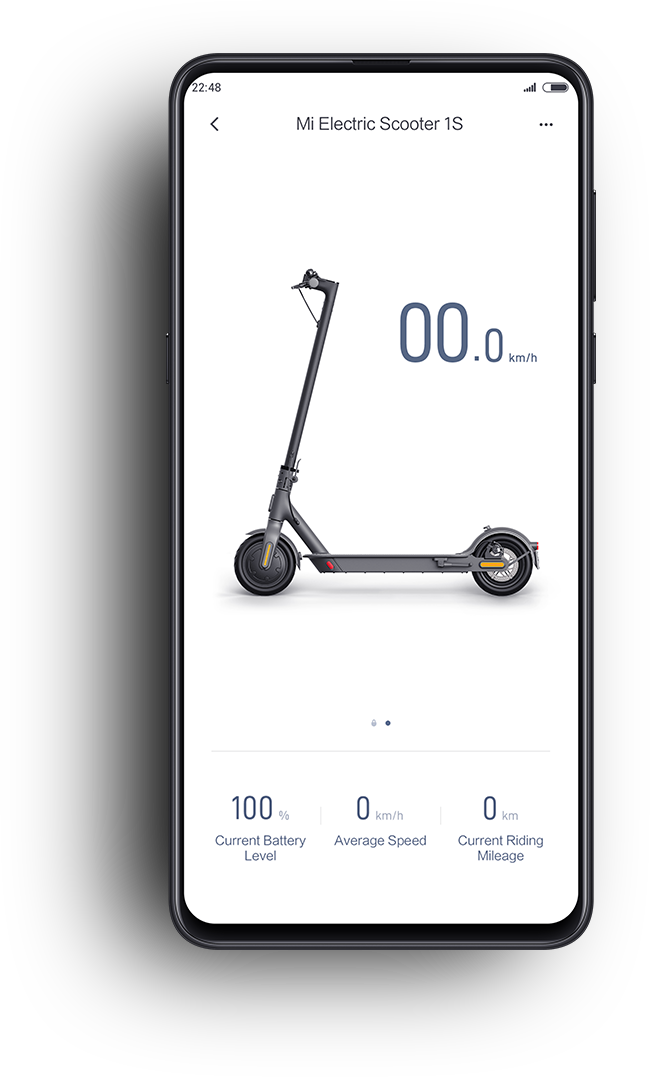 22:48
Mi Electric Scooter 1S
00.0 km/h
100 %
0 km/h
0 km
Current Battery
Level
Average Speed
Current Riding
Mileage